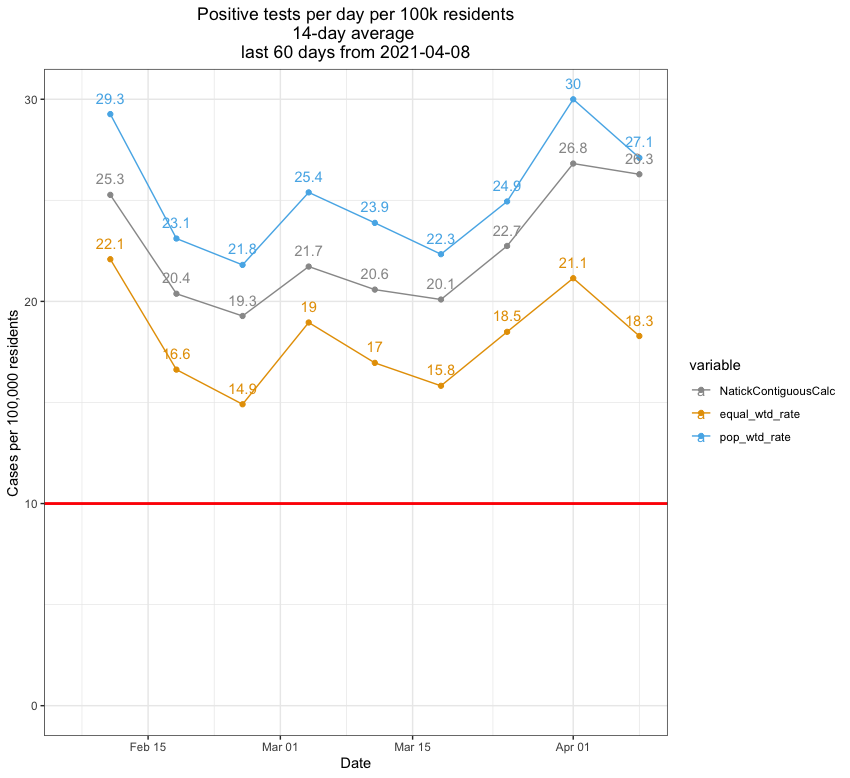 Positive tests per day per 100k residents
14-day average
last 60 days from 2021-04-08
Cases per 100,000 residents
30
20
10
0
29.3
23.1
21.8
25.4
23.9
22.3
24.9
30
27.1
25.3
20.4
19.3
21.7
20.6
20.1
22.7
26.8
26.3
22.1
16.6
14.9
19
17
15.8
18.5
21.1
18.3
Feb 15
Mar 01
Mar 15
Apr 01
Date
variable
a NatickContiguousCalc
a equal_wtd_rate
a pop_wtd_rate